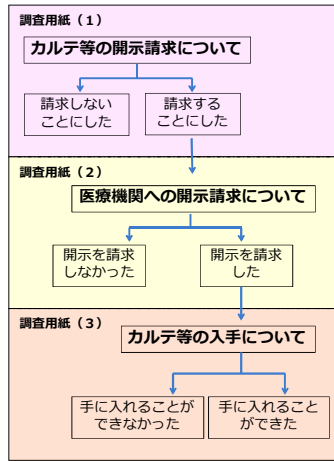 調査用紙（1）
カルテ等の開示請求について
請求しない
ことにした
請求する
ことにした
調査用紙（2）
医療機関への開示請求について
開示を請求
しなかった
開示を請求
した
調査用紙（3）
カルテ等の入手について
手に入れることが
できなかった
手に入れること
ができた